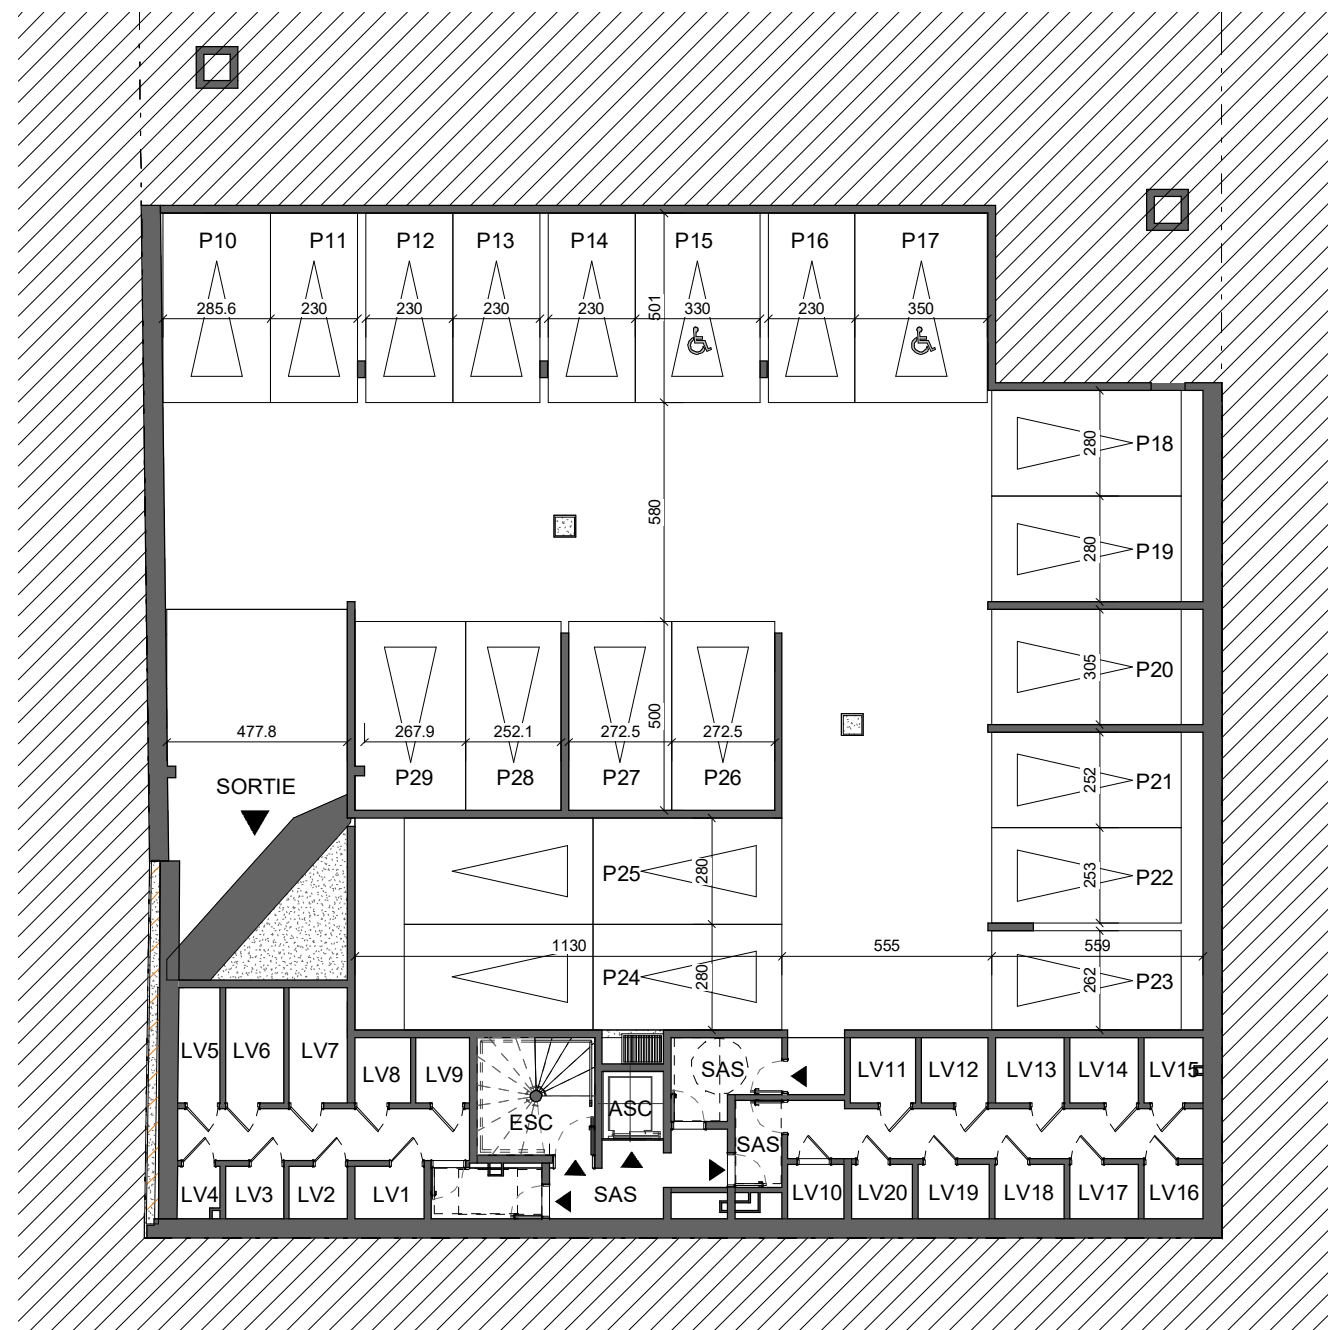 P10 P11 P12 P13 P14 P15 P16 P17
285.6 230 230 230 230 501 330 230 350
280 P18
580
280 P19
305 P20
477.8 267.9 252.1 272.5 500 272.5
P29 P28 P27 P26
SORTIE
252 P21
P25 280
253 P22
1130 555 559
P24 280
262 P23
LV5 LV6 LV7 LV8 LV9 SAS LV11 LV12 LV13 LV14 LV15
ESC ASC
SAS
LV4 LV3 LV2 LV1 SAS LV10 LV20 LV19 LV18 LV17 LV16